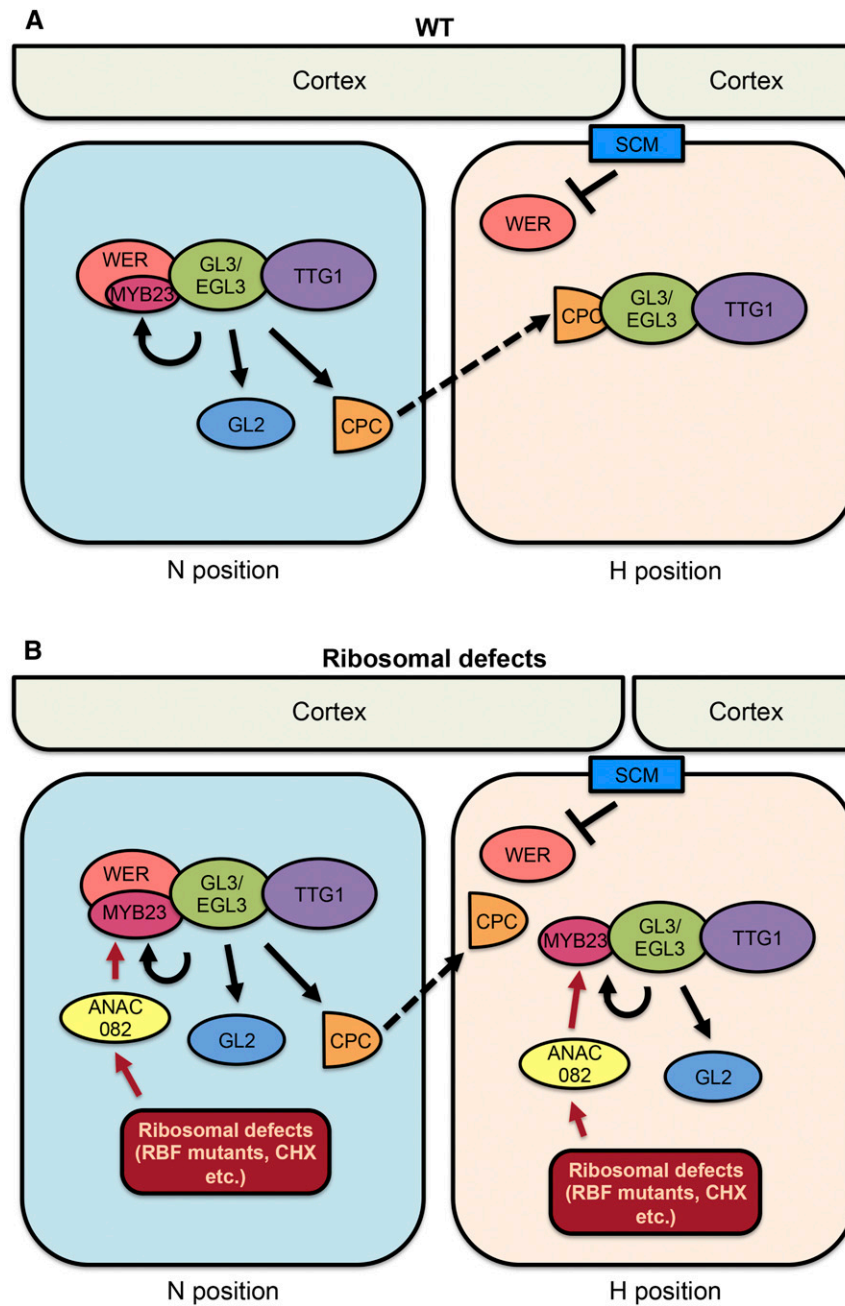 A
WT
Cortex
Cortex
SCM
WER
WER
MYB23
GL3/
EGL3
TTG1
CPC
GL3/
EGL3
TTG1
GL2
CPC
N position
H position
B
Ribosomal defects
Cortex
Cortex
SCM
WER
WER
MYB23
GL3/
EGL3
TTG1
CPC
MYB23
GL3/
EGL3
TTG1
ANAC
082
GL2
CPC
ANAC
082
GL2
Ribosomal defects
(RBF mutants, CHX
etc.)
Ribosomal defects
(RBF mutants, CHX
etc.)
N position
H position